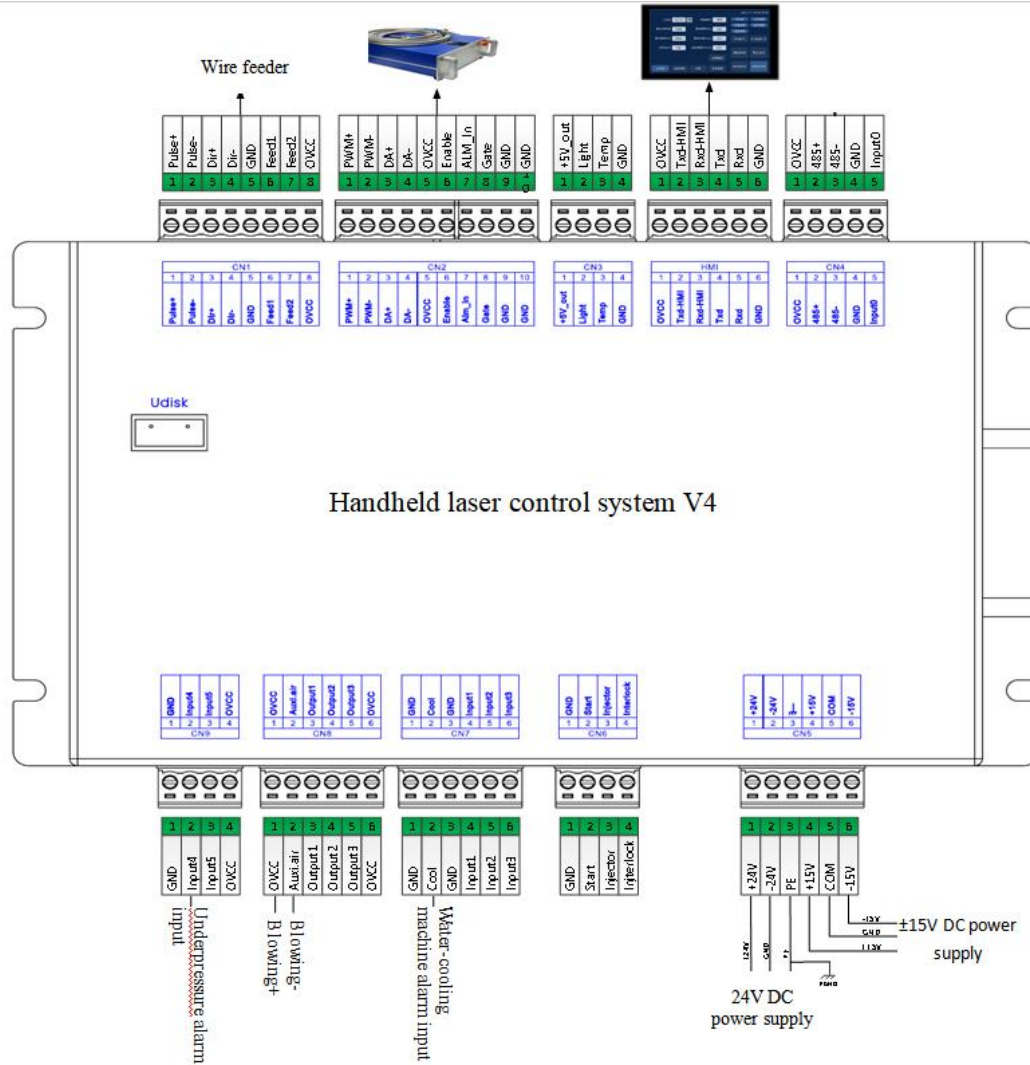 Wire feeder
Pulse+ Pulse- Dir+ Dir- GND Feed1 Feed2 OVCC
1 2 3 4 5 6 7 8
PWM+ PWM- DA+ DA- OVCC Enable ALM_In Gate GND GND
1 2 3 4 5 6 7 8 9 10
+5V_out Light Temp GND
1 2 3 4
OVCC Txd-HMI Rxd-HMI Txd Rxd GND
1 2 3 4 5 6
OVCC 485+ 485- GND Input0
1 2 3 4 5
CN1
1 2 3 4 5 6 7 8
Pulse+ Pulse- Dir+ Dir- GND Feed1 Feed2 OVCC
CN2
1 2 3 4 5 6 7 8 9 10
PWM+ PWM- DA+ DA- OVCC Enable Alm_In Gate GND GND
CN3
1 2 3 4
+5V_out Light Temp GND
HMI
1 2 3 4 5 6
OVCC Txd-HMI Rxd-HMI Txd Rxd GND
CN4
1 2 3 4 5
OVCC 485+ 485- GND Input0
Udisk
Handheld laser control system V4
GND Input4 Input5 OVCC
1 2 3 4
CN9
OVCC Auxi.air Output1 Output2 Output3 OVCC
1 2 3 4 5 6
CN8
GND Cool GND Input1 Input2 Input3
1 2 3 4 5 6
CN7
GND Start Injector Interlock
1 2 3 4
CN6
+24V -24V +15V COM -15V
1 2 3 4 5 6
CN5
1 2 3 4
GND Input4 Input5 OVCC
1 2 3 4 5 6
OVCC Auxi.air Output1 Output2 Output3 OVCC
1 2 3 4 5 6
GND Cool GND Input1 Input2 Input3
1 2 3 4
GND Start Injector Injterlock
1 2 3 4 5 6
+24V -24V PE +15V COM -15V
Underpressure alarm
input
Blowing+
Blowing-
Water-cooling
machine alarm input
GND
-15V
GND
±15V DC power
supply
24V DC
power supply